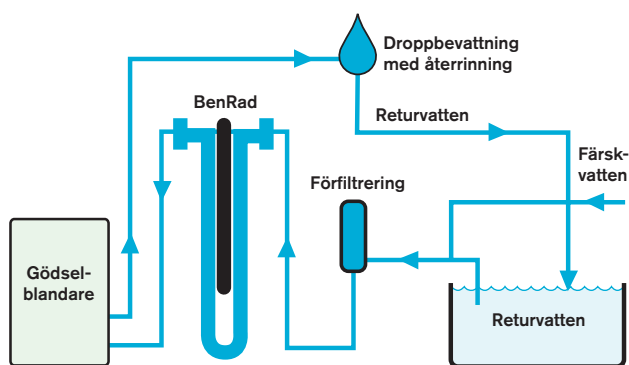 Droppbevattning
med återrinning
BenRad
Returvatten
Färsk-
vatten
Förfiltrering
Gödsel-
blandare
Returvatten